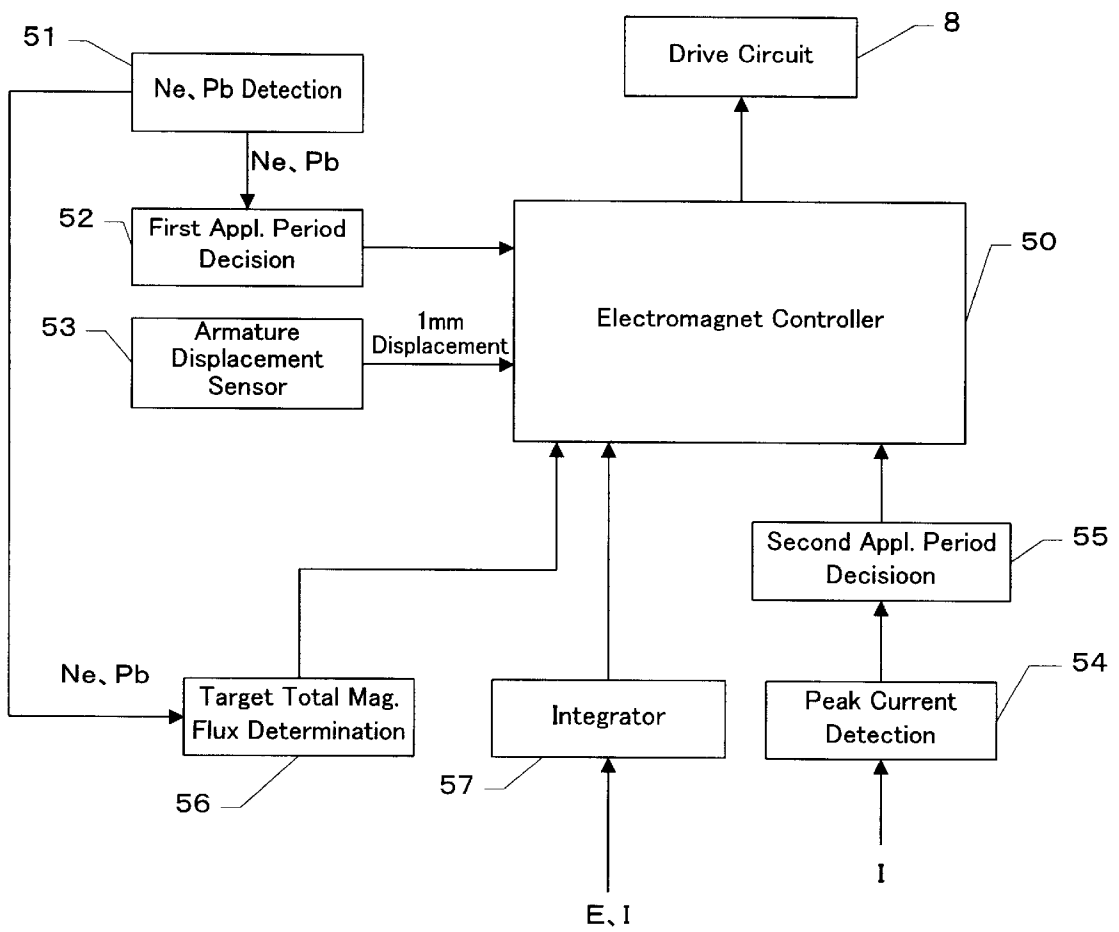 51
Ne、Pb Detection
8
Drive Circuit
Ne、Pb
52
First Appl. Period
Decision
50
Electromagnet Controller
53
Armature
Displacement
Sensor
1mm
Displacement
55
Second Appl. Period
Decisioon
54
Peak Current
Detection
Ne、Pb
Target Total Mag.
Flux Determination
56
Integrator
57
I
E、I